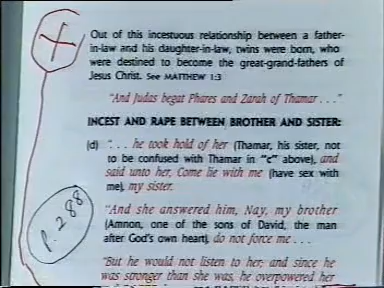 Out of this incestuous relationship between a father-
in-law and his daughter-in-law, twins were born, who
were destined to become the great-grand-fathers of
Jesus Christ. See MATTHEW 1:3
"And Judas begat Phares and Zarah of Thamar . . ."
INCEST AND RAPE BETWEEN BROTHER AND SISTER:
(d) ". . . he took hold of her (Thamar, his sister, not
to be confused with Thamar in "c" above), and
said unto her, Come lie with me (have sex with
me), my sister.
"And she answered him, Nay, my brother
(Amnon, one of the sons of David, the man
after God's own heart), do not force me . . .
"But he would not listen to her; and since he
was stronger than she was, he overpowered her
p. 288